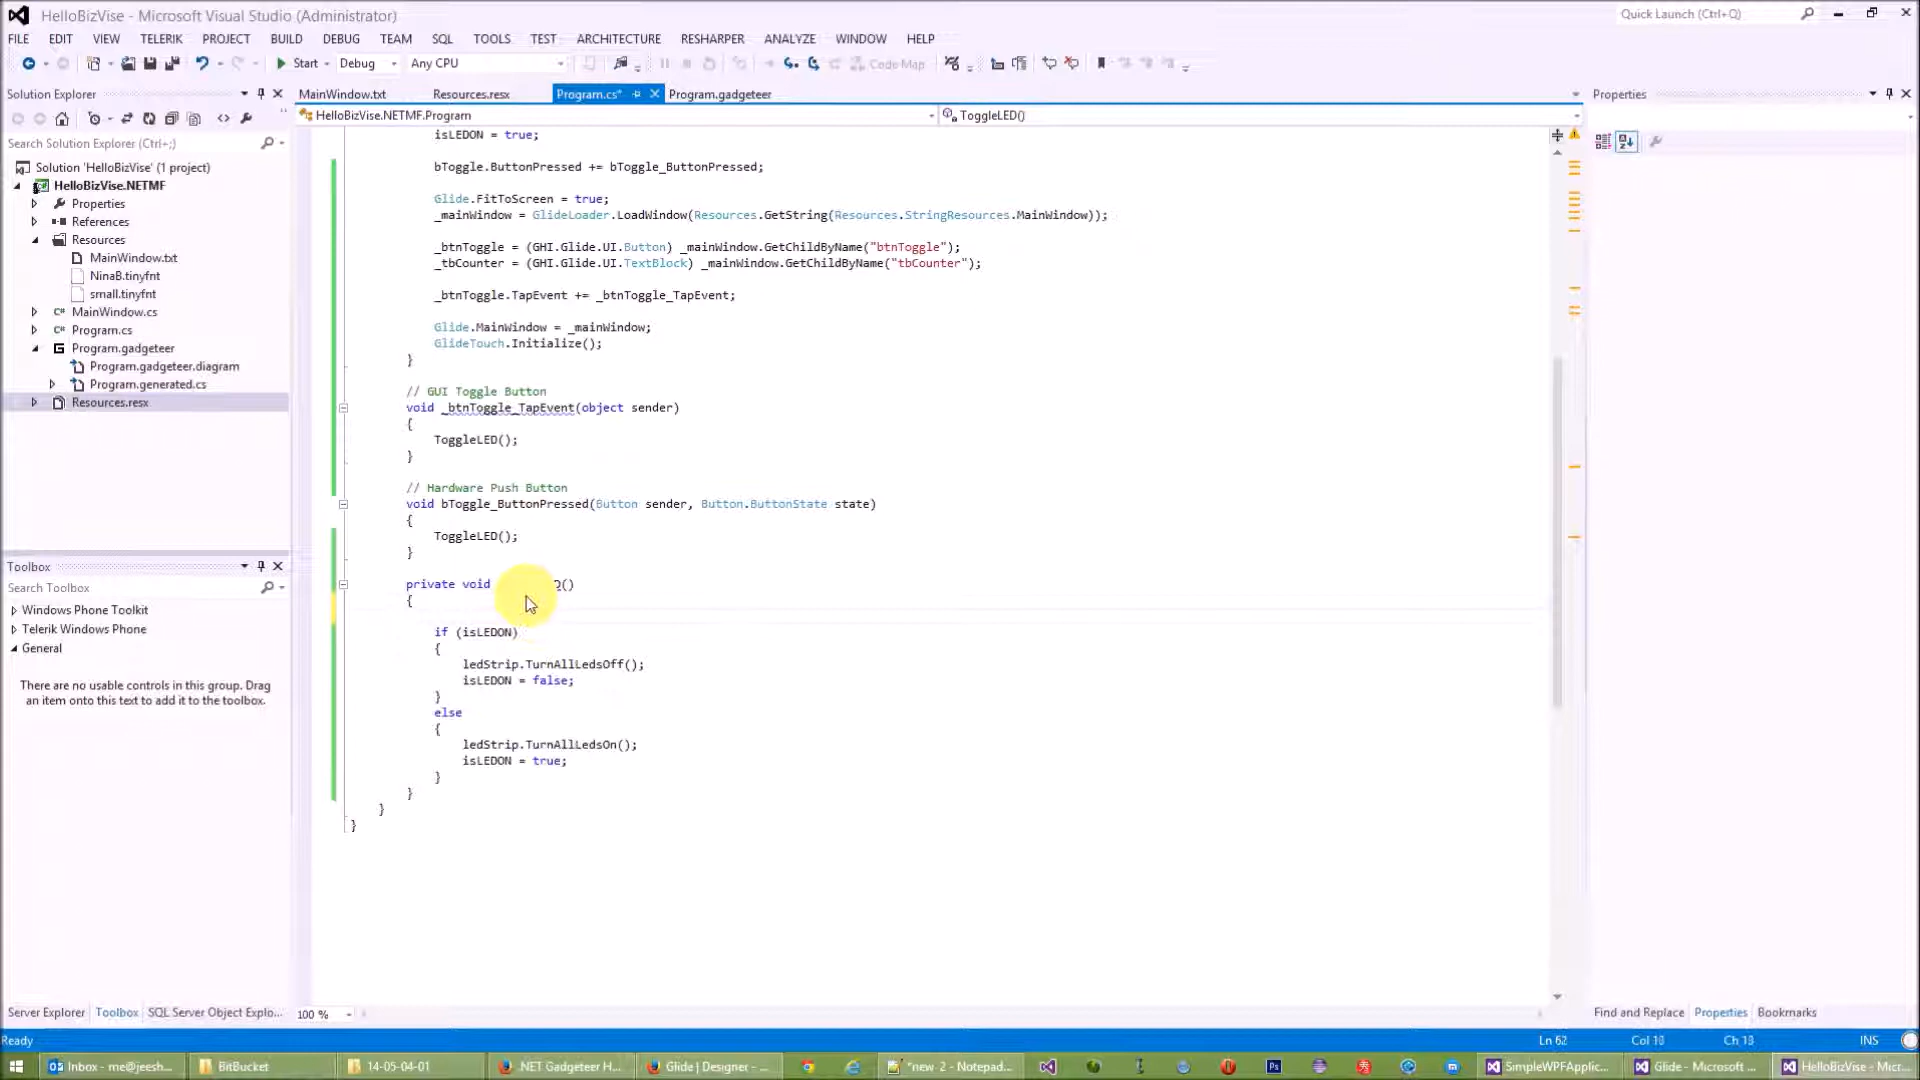 HelloBizVise - Microsoft Visual Studio (Administrator)
Quick Launch (Ctrl+Q)
FILE EDIT VIEW TELERIK PROJECT BUILD DEBUG TEAM SQL TOOLS TEST ARCHITECTURE RESHARPER ANALYZE WINDOW HELP
Start Debug Any CPU Code Map
Solution Explorer
MainWindow.txt Resources.resx Program.cs* Program.gadgeteer
Properties
HelloBizVise.NETMF.Program ToggleLED()
Search Solution Explorer (Ctrl+;)
Solution 'HelloBizVise' (1 project)
HelloBizVise.NETMF
Properties
References
Resources
MainWindow.txt
NinaB.tinyfnt
small.tinyfnt
MainWindow.cs
Program.cs
Program.gadgeteer
Program.gadgeteer.diagram
Program.generated.cs
Resources.resx
isLEDON = true;
bToggle.ButtonPressed += bToggle_ButtonPressed;
Glide.FitToScreen = true;
_mainWindow = GlideLoader.LoadWindow(Resources.GetString(Resources.StringResources.MainWindow));
_btnToggle = (GHI.Glide.UI.Button) _mainWindow.GetChildByName("btnToggle");
_tbCounter = (GHI.Glide.UI.TextBlock) _mainWindow.GetChildByName("tbCounter");
_btnToggle.TapEvent += _btnToggle_TapEvent;
Glide.MainWindow = _mainWindow;
GlideTouch.Initialize();
}
// GUI Toggle Button
void _btnToggle_TapEvent(object sender)
{
ToggleLED();
}
// Hardware Push Button
void bToggle_ButtonPressed(Button sender, Button.ButtonState state)
{
ToggleLED();
}
private void
()
{
if (isLEDON)
{
ledStrip.TurnAllLedsOff();
isLEDON = false;
}
else
{
ledStrip.TurnAllLedsOn();
isLEDON = true;
}
}
}
}
Toolbox
Search Toolbox
Windows Phone Toolkit
Telerik Windows Phone
General
There are no usable controls in this group. Drag
an item onto this text to add it to the toolbox.
Server Explorer Toolbox SQL Server Object Explo...
100 %
Find and Replace Properties Bookmarks
Ready
Ln 62 Col 13 Ch 13 INS
Inbox - me@jeesh... BitBucket 14-05-04-01 .NET Gadgeteer H... Glide | Designer - ... *new 2 - Notepad... Ps SimpleWPFApplic... Glide - Microsoft ... HelloBizVise - Micr...